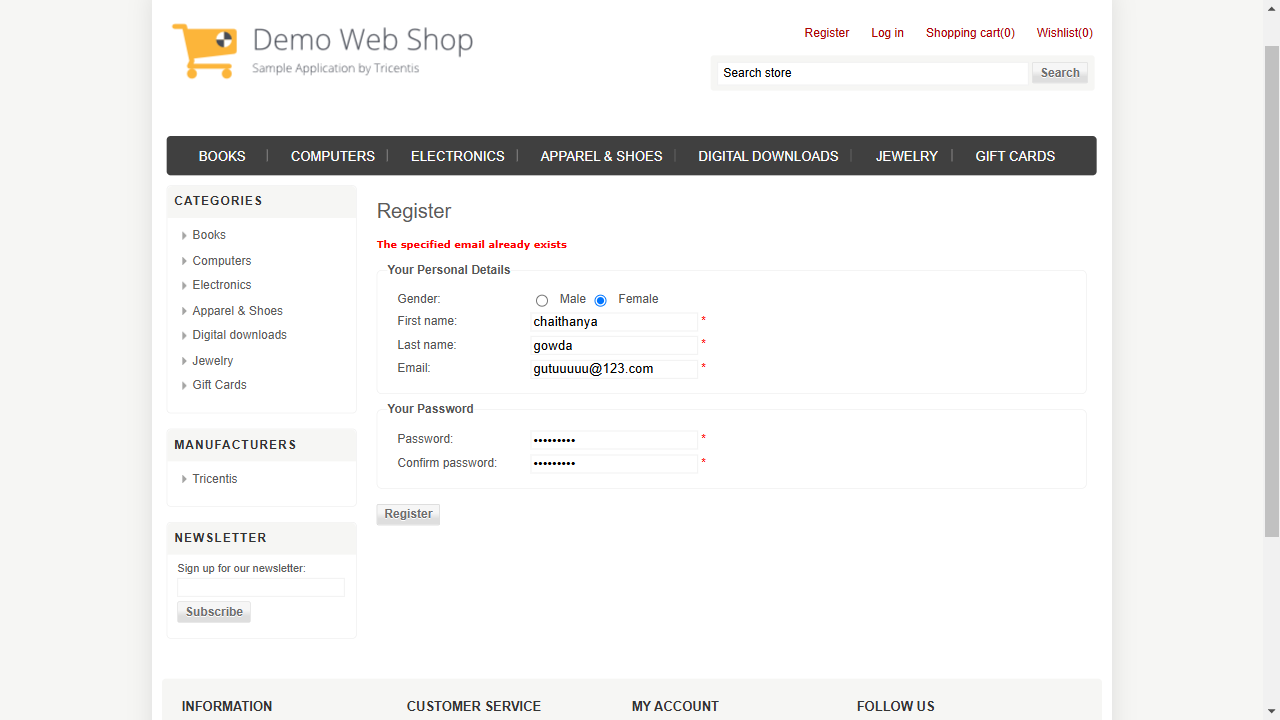 Demo Web Shop
Sample Application by Tricentis
Register Log in Shopping cart(0) Wishlist(0)
Search store Search
BOOKS COMPUTERS ELECTRONICS APPAREL & SHOES DIGITAL DOWNLOADS JEWELRY GIFT CARDS
CATEGORIES
Books
Computers
Electronics
Apparel & Shoes
Digital downloads
Jewelry
Gift Cards
MANUFACTURERS
Tricentis
NEWSLETTER
Sign up for our newsletter:
Subscribe
Register
The specified email already exists
Your Personal Details
Gender: Male Female
First name: chaithanya *
Last name: gowda *
Email: gutuuuuu@123.com *
Your Password
Password: ••••••••• *
Confirm password: ••••••••• *
Register
INFORMATION CUSTOMER SERVICE MY ACCOUNT FOLLOW US